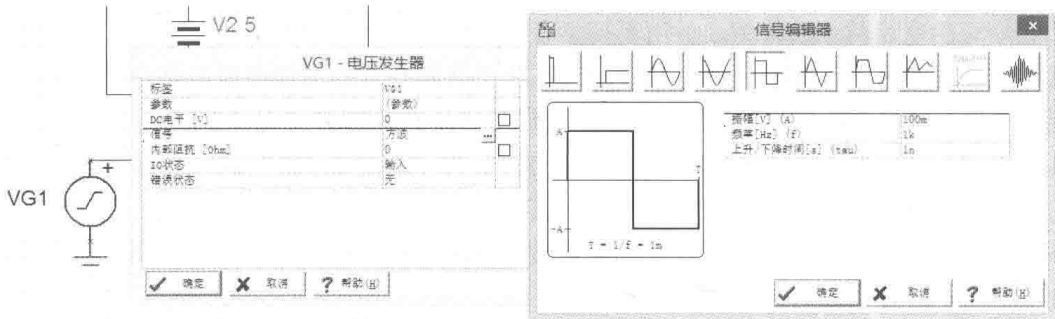 V2 5
VG1 - 电压发生器
标签 VG1
参数 (参数)
DC电平 [V] 0
信号 方波
内部阻抗 [Ohm] 0
IO状态 输入
错误状态 无
确定 取消 帮助(H)
VG1
+
信号编辑器
振幅[V] (A) 100m
频率[Hz] (f) 1k
上升/下降时间[s] (tau) 1n
A
T
-A
T = 1/f = 1m
确定 取消 帮助(H)